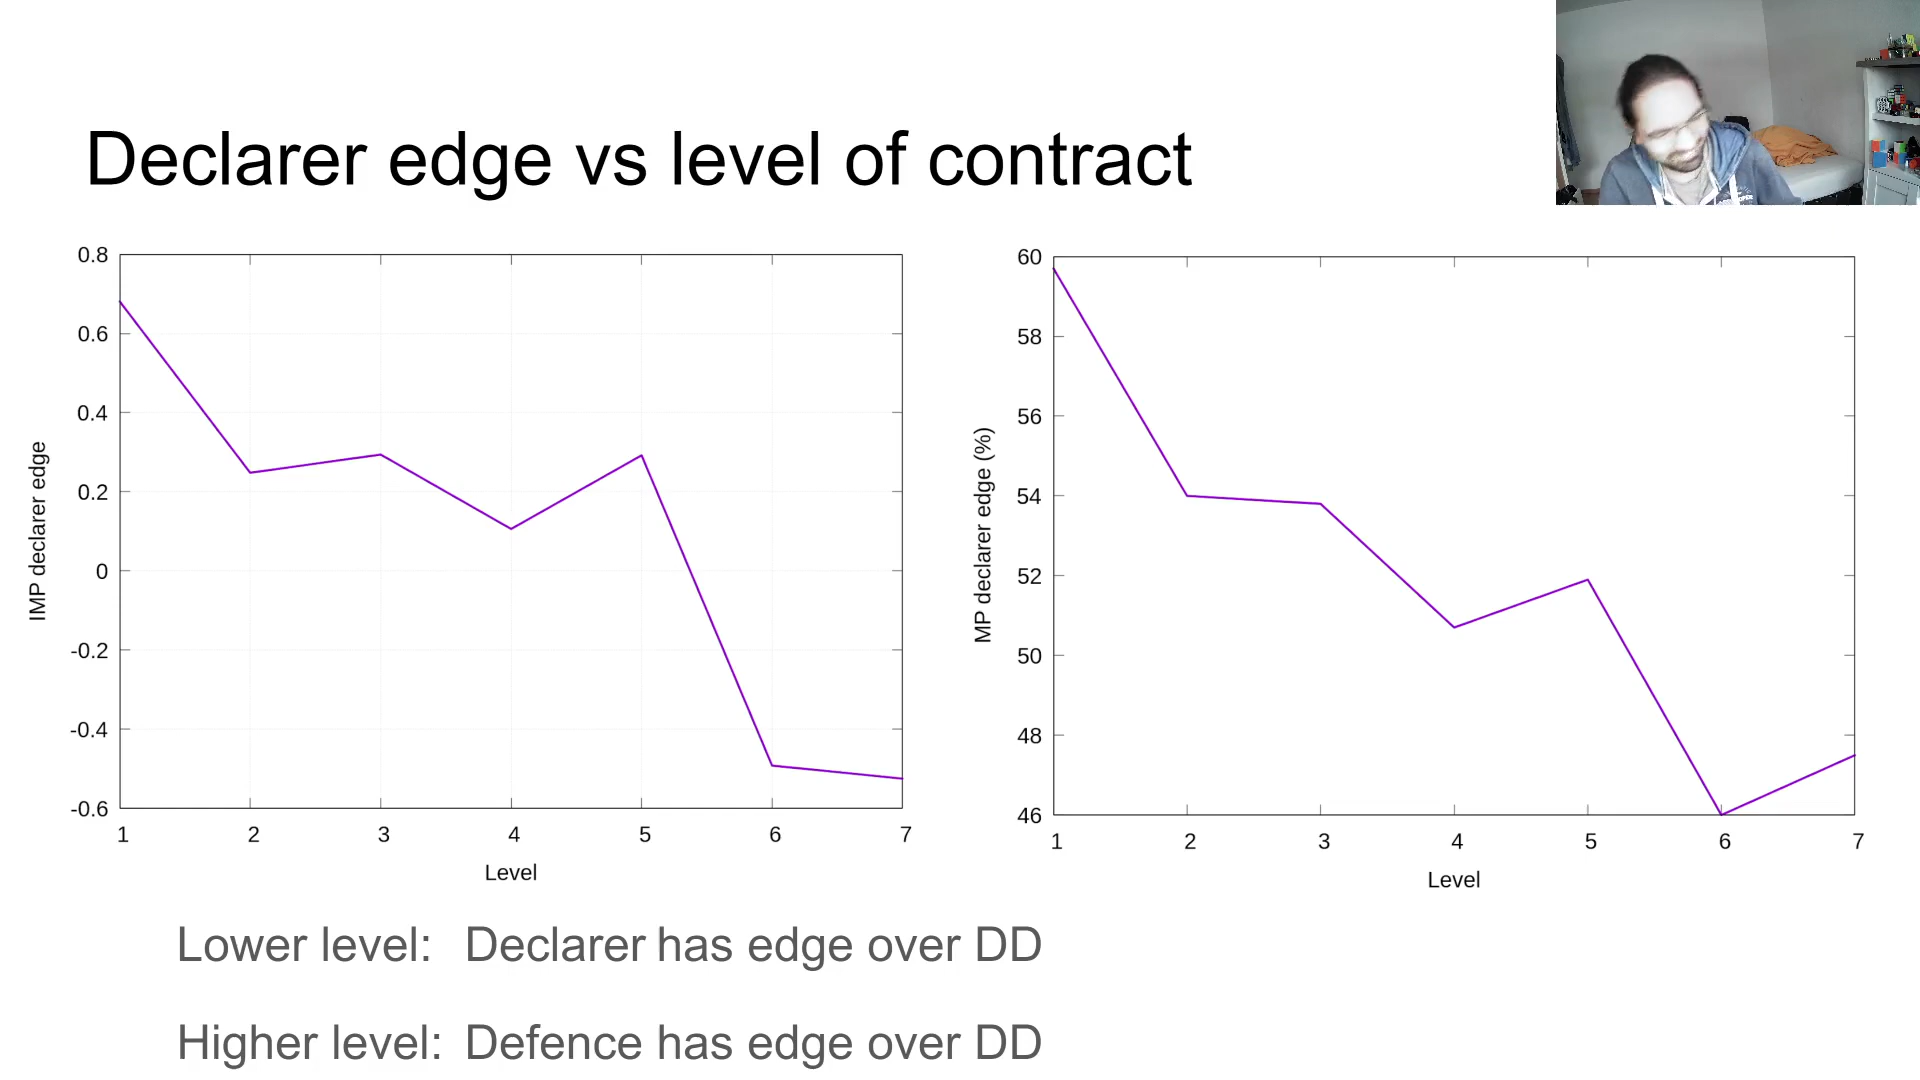 Declarer edge vs level of contract
0.8
0.6
0.4
0.2
0
-0.2
-0.4
-0.6
IMP declarer edge
1 2 3 4 5 6 7
Level
60
58
56
54
52
50
48
46
MP declarer edge (%)
1 2 3 4 5 6 7
Level
Lower level: Declarer has edge over DD
Higher level: Defence has edge over DD